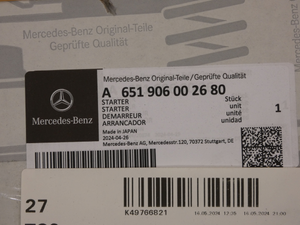 Mercedes-Benz Original-Teile
Geprüfte Qualität
Mercedes-Benz Original-Teile/Geprüfte Qualität
A 651 906 00 26 80
STARTER Stück
STARTER unit
DEMARREUR unité
ARRANCADOR unidad
1
Made in JAPAN
2024-04-26
Mercedes-Benz AG, Mercedesstr.120, 70372 Stuttgart, DE
Mercedes-Benz
27
K49766821